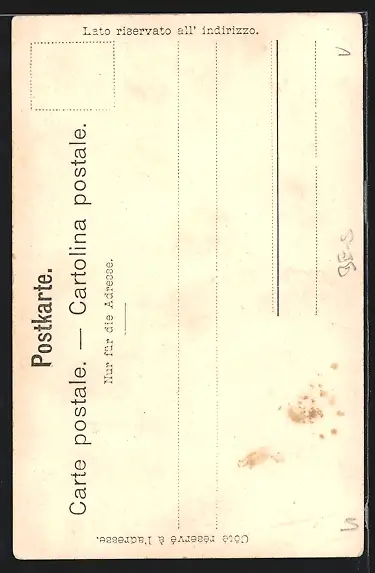 Postkarte.
Carte postale. — Cartolina postale.
Nur für die Adresse.
Côté réservé à l'adresse.
Lato riservato all' indirizzo.